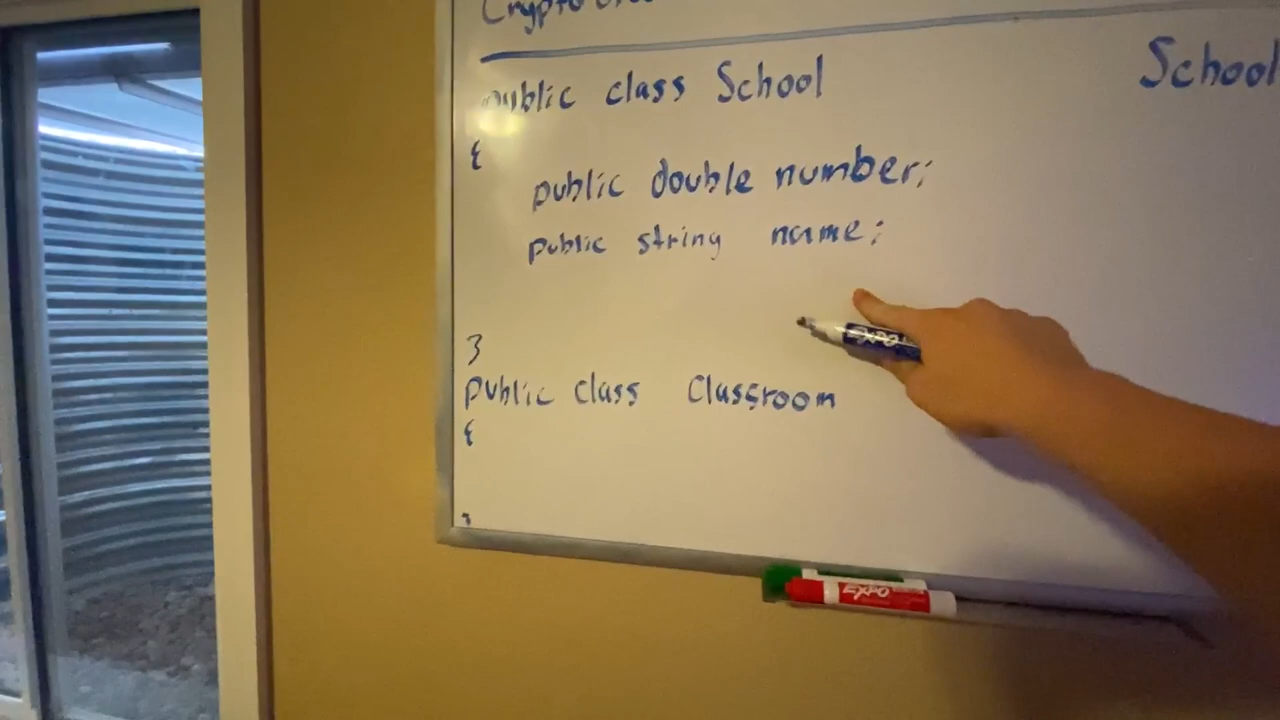 public class School
School
{
public double number;
public string name;
}
public class Classroom
{
EXPO
EXPO